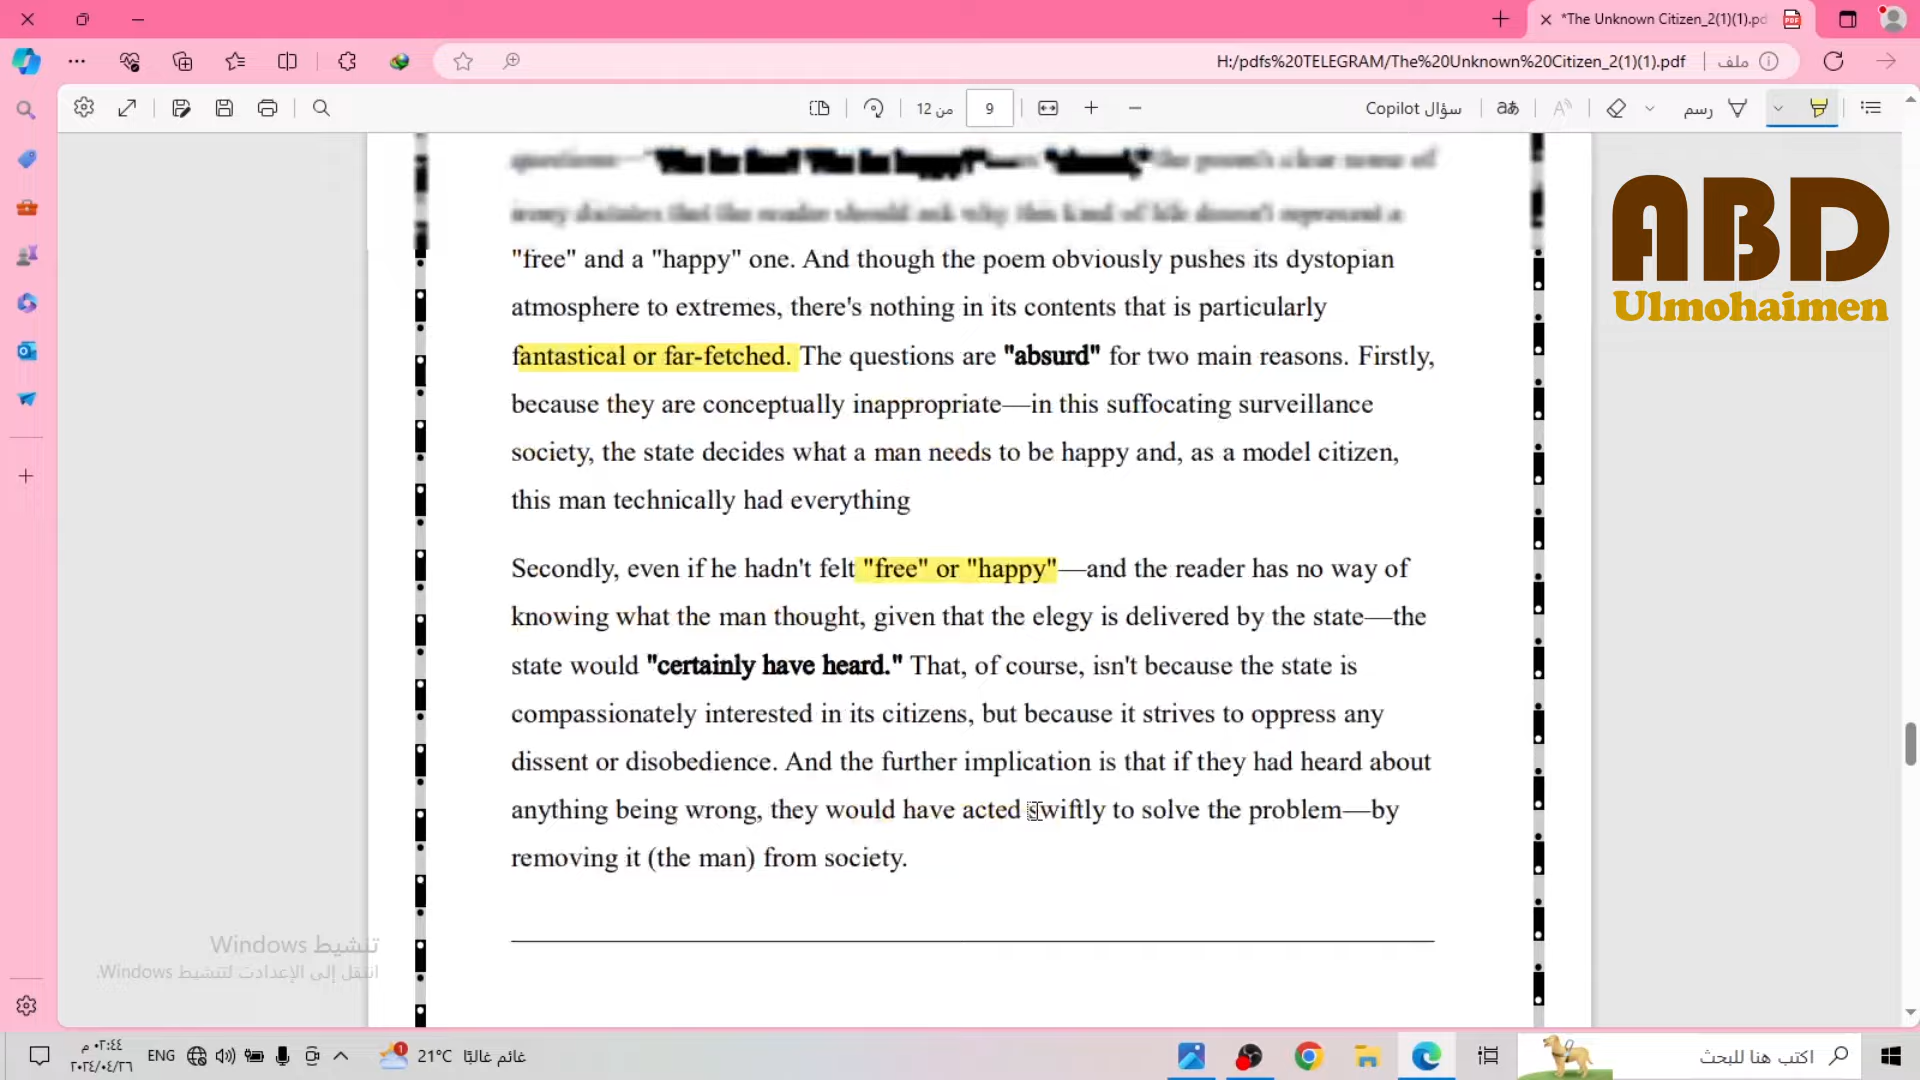 *The Unknown Citizen_2(1)(1).pd
H:/pdfs%20TELEGRAM/The%20Unknown%20Citizen_2(1)(1).pdf
ملف
من 12
9
سؤال Copilot
رسم
ABD
Ulmohaimen
"free" and a "happy" one. And though the poem obviously pushes its dystopian
atmosphere to extremes, there's nothing in its contents that is particularly
fantastical or far-fetched. The questions are "absurd" for two main reasons. Firstly,
because they are conceptually inappropriate—in this suffocating surveillance
society, the state decides what a man needs to be happy and, as a model citizen,
this man technically had everything
Secondly, even if he hadn't felt "free" or "happy"—and the reader has no way of
knowing what the man thought, given that the elegy is delivered by the state—the
state would "certainly have heard." That, of course, isn't because the state is
compassionately interested in its citizens, but because it strives to oppress any
dissent or disobedience. And the further implication is that if they had heard about
anything being wrong, they would have acted swiftly to solve the problem—by
removing it (the man) from society.
تنشيط Windows
انتقل إلى الإعدادت لتنشيط Windows.
٠٢:٤٤ م
٢٠٢٤/٠٤/٢٦
ENG
21°C غائم غالبًا
اكتب هنا للبحث